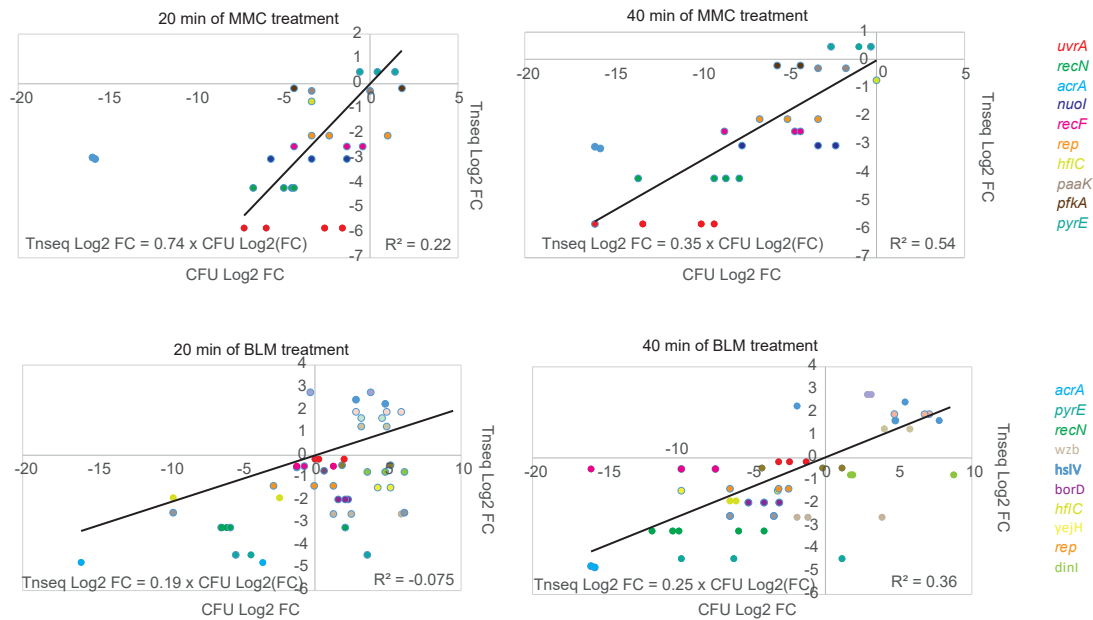 20 min of MMC treatment
2
1
0
-20
-15
-10
-5
0
5
-1
-2
-3
-4
-5
-6
-7
Tnseq Log2 FC
Tnseq Log2 FC = 0.74 x CFU Log2(FC)
R² = 0.22
CFU Log2 FC
40 min of MMC treatment
1
0
-20
-15
-10
-5
0
5
-1
-2
-3
-4
-5
-6
-7
Tnseq Log2 FC
Tnseq Log2 FC = 0.35 x CFU Log2(FC)
R² = 0.54
CFU Log2 FC
uvrA
recN
acrA
nuoI
recF
rep
hflC
paaK
pfkA
pyrE
20 min of BLM treatment
4
3
2
1
0
-20
-10
0
10
-1
-2
-3
-4
-5
-6
Tnseq Log2 FC
Tnseq Log2 FC = 0.19 x CFU Log2(FC)
R² = -0.075
CFU Log2 FC
40 min of BLM treatment
4
3
2
1
0
-10
-20
-15
-10
-5
0
5
10
-1
-2
-3
-4
-5
-6
Tnseq Log2 FC
Tnseq Log2 FC = 0.25 x CFU Log2(FC)
R² = 0.36
CFU Log2 FC
acrA
pyrE
recN
wzb
hslV
borD
hflC
yejH
rep
dinI